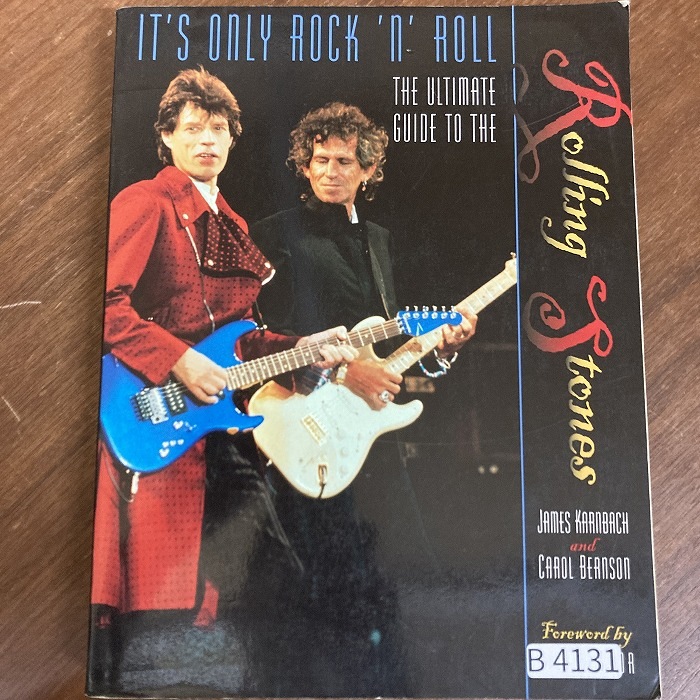 IT'S ONLY ROCK 'N' ROLL
THE ULTIMATE
GUIDE TO THE
Rolling Stones
JAMES KARNBACH
and
CAROL BERNSON
Foreword by
B 4131